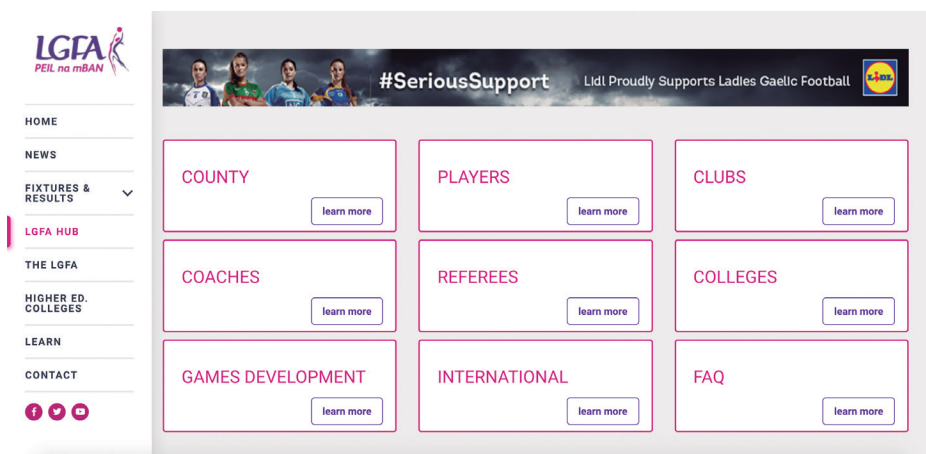 LGFA
PEIL na mBAN
HOME
NEWS
FIXTURES &
RESULTS
LGFA HUB
THE LGFA
HIGHER ED.
COLLEGES
LEARN
CONTACT
#SeriousSupport Lidl Proudly Supports Ladies Gaelic Football LIDL
COUNTY
learn more
PLAYERS
learn more
CLUBS
learn more
COACHES
learn more
REFEREES
learn more
COLLEGES
learn more
GAMES DEVELOPMENT
learn more
INTERNATIONAL
learn more
FAQ
learn more